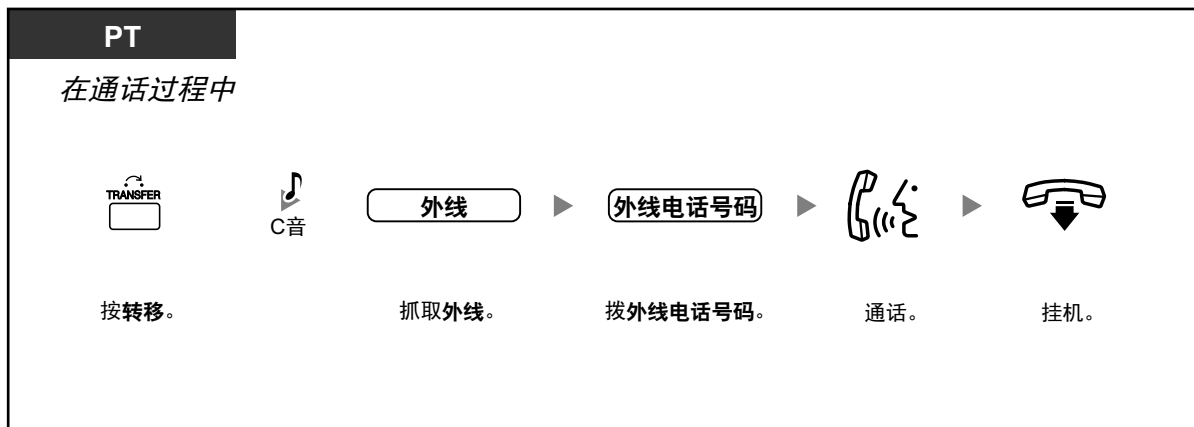 PT
在通话过程中
TRANSFER
C音
外线
外线电话号码
按转移。
抓取外线。
拨外线电话号码。
通话。
挂机。